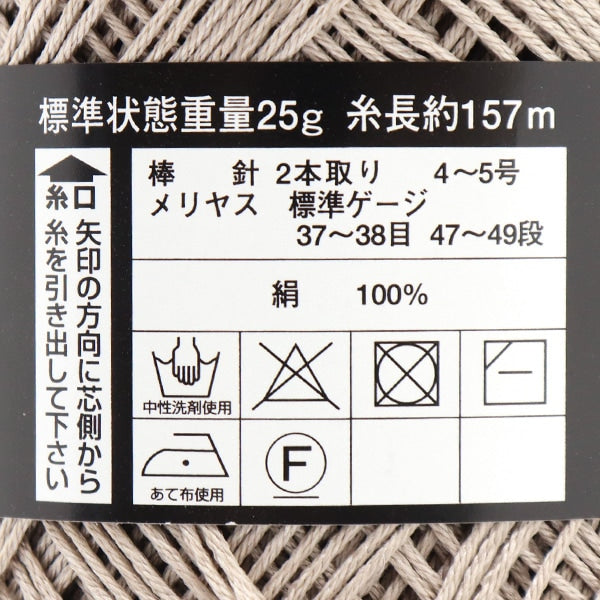 標準状態重量25g 糸長約157m
糸口 矢印の方向に芯側から
糸を引き出して下さい
棒 針 2本取り 4〜5号
メリヤス 標準ゲージ
37〜38目 47〜49段
絹 100%
中性洗剤使用
あて布使用
F